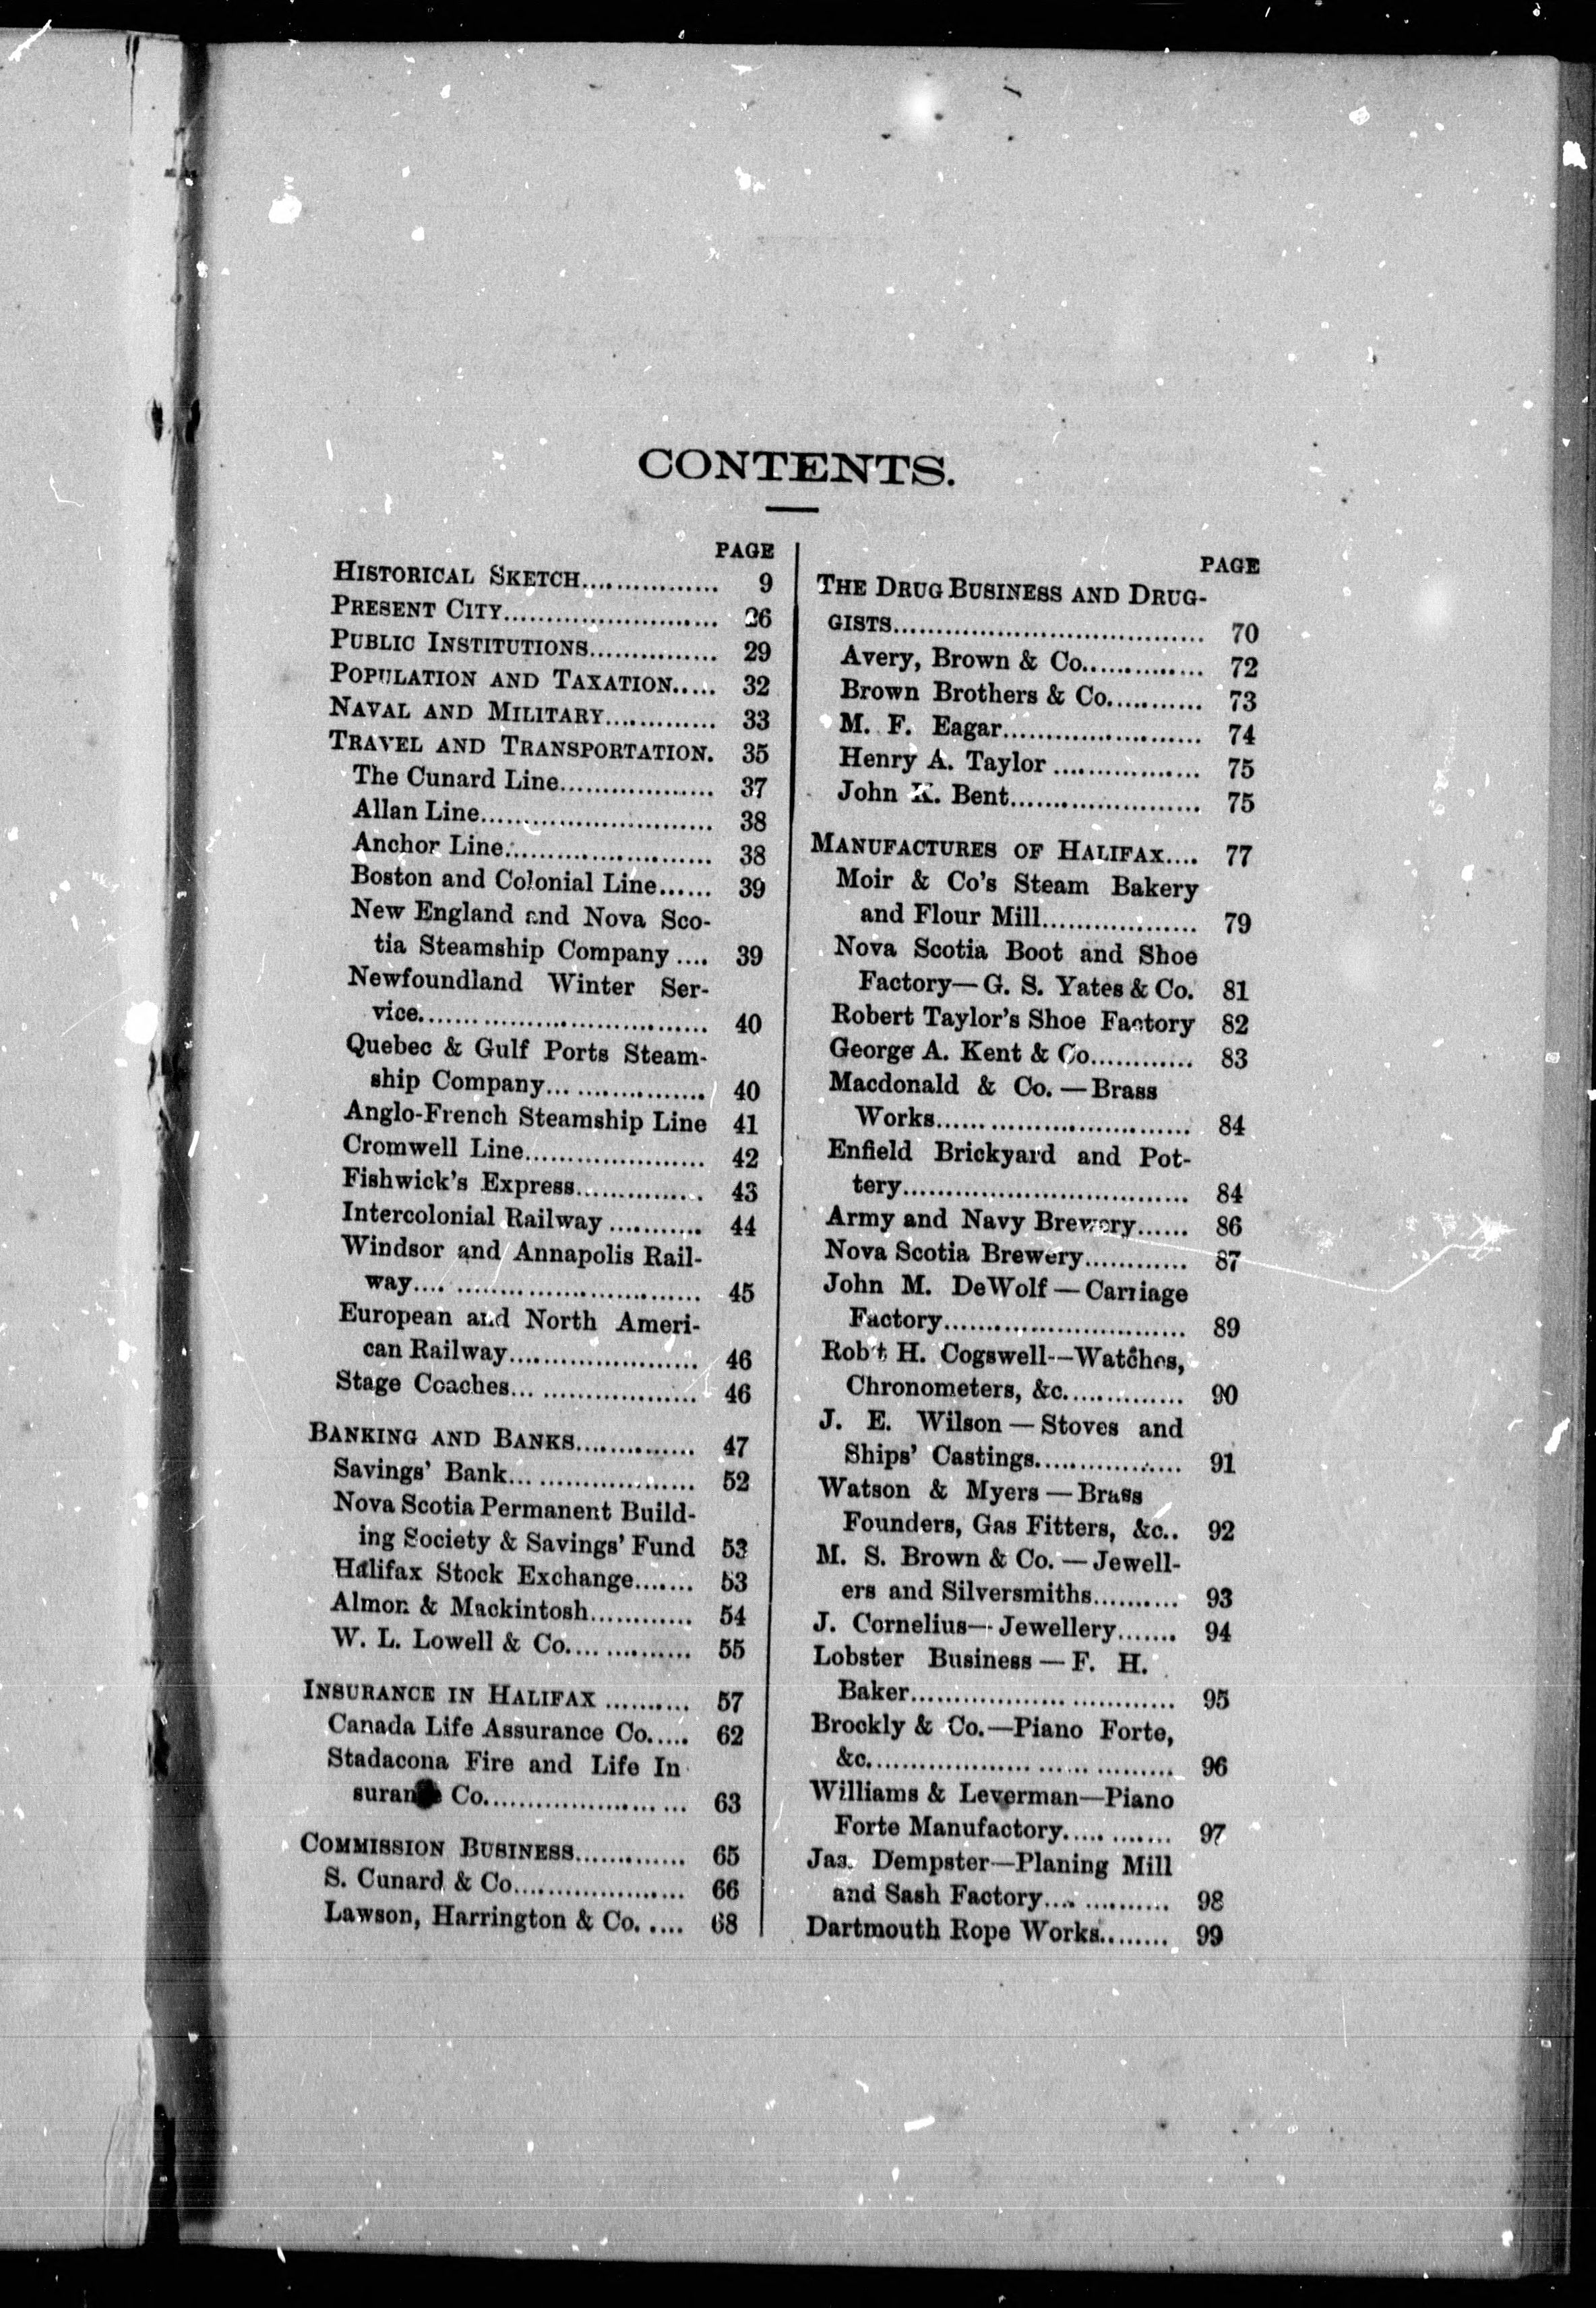 CONTENTS.
PAGE
HISTORICAL SKETCH................ 9
PRESENT CITY......................... 26
PUBLIC INSTITUTIONS............... 29
POPULATION AND TAXATION..... 32
NAVAL AND MILITARY............. 33
TRAVEL AND TRANSPORTATION. 35
The Cunard Line.................. 37
Allan Line........................... 38
Anchor Line........................ 38
Boston and Colonial Line...... 39
New England and Nova Sco-
tia Steamship Company.... 39
Newfoundland Winter Ser-
vice.................................. 40
Quebec & Gulf Ports Steam-
ship Company.................. 40
Anglo-French Steamship Line 41
Cromwell Line..................... 42
Fishwick's Express............... 43
Intercolonial Railway........... 44
Windsor and Annapolis Rail-
way................................. 45
European and North Ameri-
can Railway...................... 46
Stage Coaches..................... 46
BANKING AND BANKS.............. 47
Savings' Bank..................... 52
Nova Scotia Permanent Build-
ing Society & Savings' Fund 53
Halifax Stock Exchange....... 53
Almon & Mackintosh............ 54
W. L. Lowell & Co.............. 55
INSURANCE IN HALIFAX.......... 57
Canada Life Assurance Co..... 62
Stadacona Fire and Life In
surance Co........................ 63
COMMISSION BUSINESS............. 65
S. Cunard & Co.................... 66
Lawson, Harrington & Co..... 68
PAGE
THE DRUG BUSINESS AND DRUG-
GISTS.................................... 70
Avery, Brown & Co.............. 72
Brown Brothers & Co........... 73
M. F. Eagar....................... 74
Henry A. Taylor................. 75
John K. Bent...................... 75
MANUFACTURES OF HALIFAX.... 77
Moir & Co's Steam Bakery
and Flour Mill.................. 79
Nova Scotia Boot and Shoe
Factory—G. S. Yates & Co. 81
Robert Taylor's Shoe Factory 82
George A. Kent & Co............ 83
Macdonald & Co.—Brass
Works.............................. 84
Enfield Brickyard and Pot-
tery................................. 84
Army and Navy Brewery...... 86
Nova Scotia Brewery............ 87
John M. DeWolf—Carriage
Factory............................ 89
Rob't H. Cogswell—Watches,
Chronometers, &c.............. 90
J. E. Wilson—Stoves and
Ships' Castings................. 91
Watson & Myers—Brass
Founders, Gas Fitters, &c.. 92
M. S. Brown & Co.—Jewell-
ers and Silversmiths.......... 93
J. Cornelius—Jewellery....... 94
Lobster Business—F. H.
Baker.............................. 95
Brockly & Co.—Piano Forte,
&c................................... 96
Williams & Leverman—Piano
Forte Manufactory............ 97
Jas. Dempster—Planing Mill
and Sash Factory.............. 98
Dartmouth Rope Works........ 99